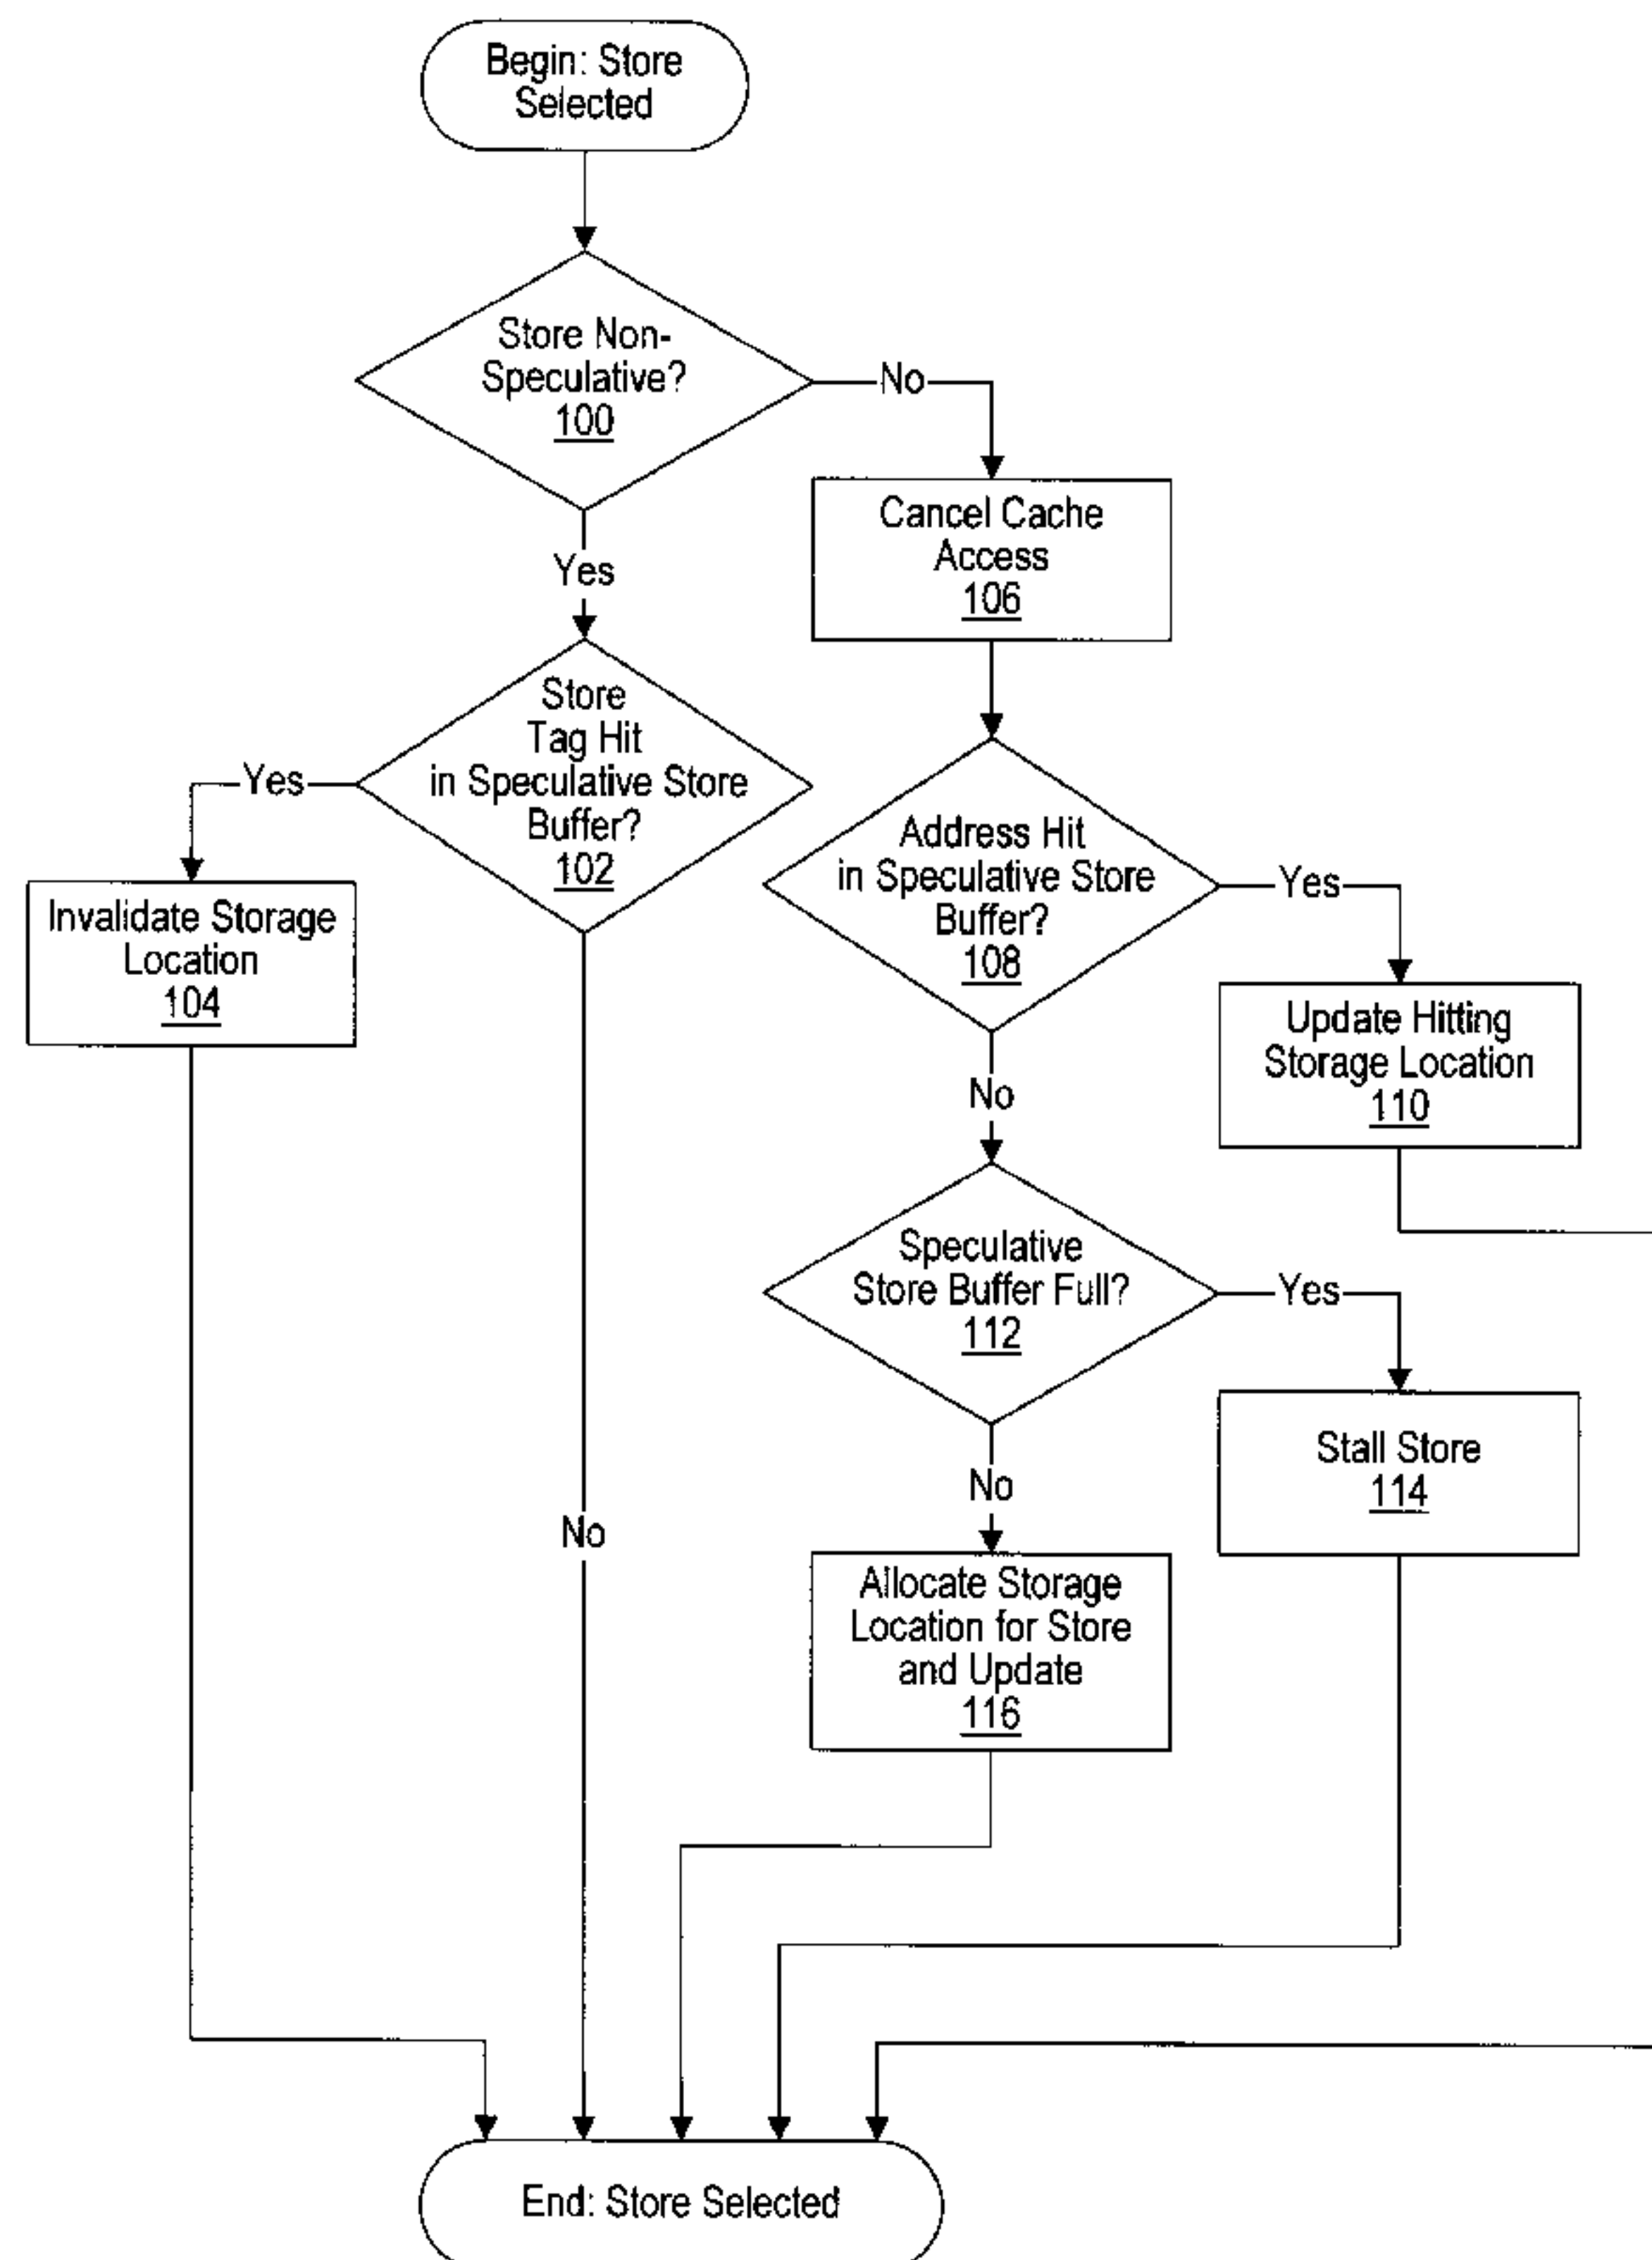 Begin: Store
Selected
Store Non-
Speculative?
100
No
Yes
Cancel Cache
Access
106
Store
Tag Hit
in Speculative Store
Buffer?
102
Yes
Address Hit
in Speculative Store
Buffer?
108
Yes
Invalidate Storage
Location
104
Update Hitting
Storage Location
110
No
Speculative
Store Buffer Full?
112
Yes
Stall Store
114
No
No
Allocate Storage
Location for Store
and Update
116
End: Store Selected